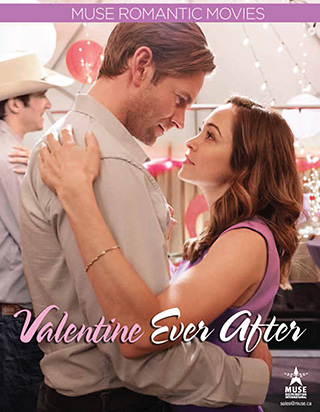 MUSE ROMANTIC MOVIES
Valentine Ever After
MUSE
sales@muse.ca